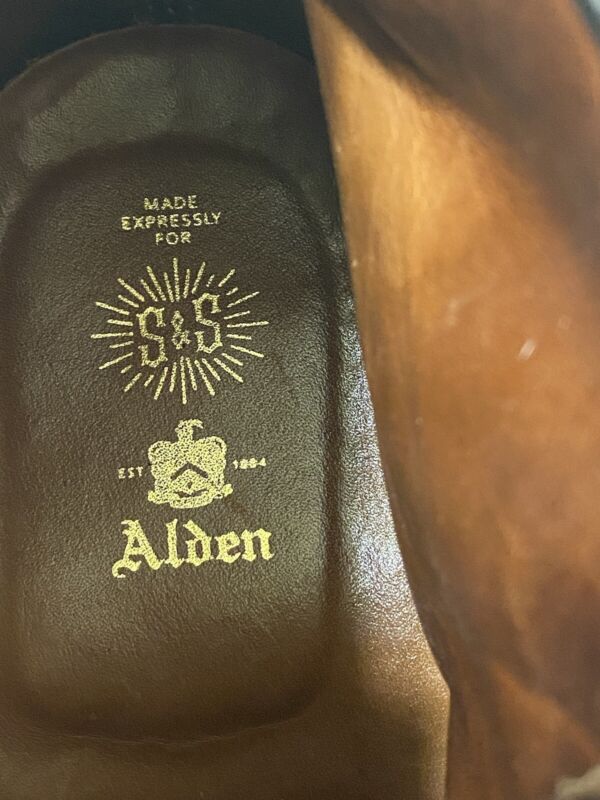 MADE
EXPRESSLY
FOR
S&S
EST 1884
Alden